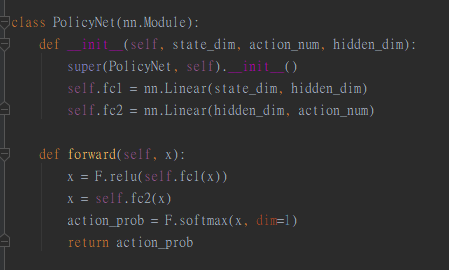 class PolicyNet(nn.Module):
    def __init__(self, state_dim, action_num, hidden_dim):
        super(PolicyNet, self).__init__()
        self.fc1 = nn.Linear(state_dim, hidden_dim)
        self.fc2 = nn.Linear(hidden_dim, action_num)

    def forward(self, x):
        x = F.relu(self.fc1(x))
        x = self.fc2(x)
        action_prob = F.softmax(x, dim=1)
        return action_prob